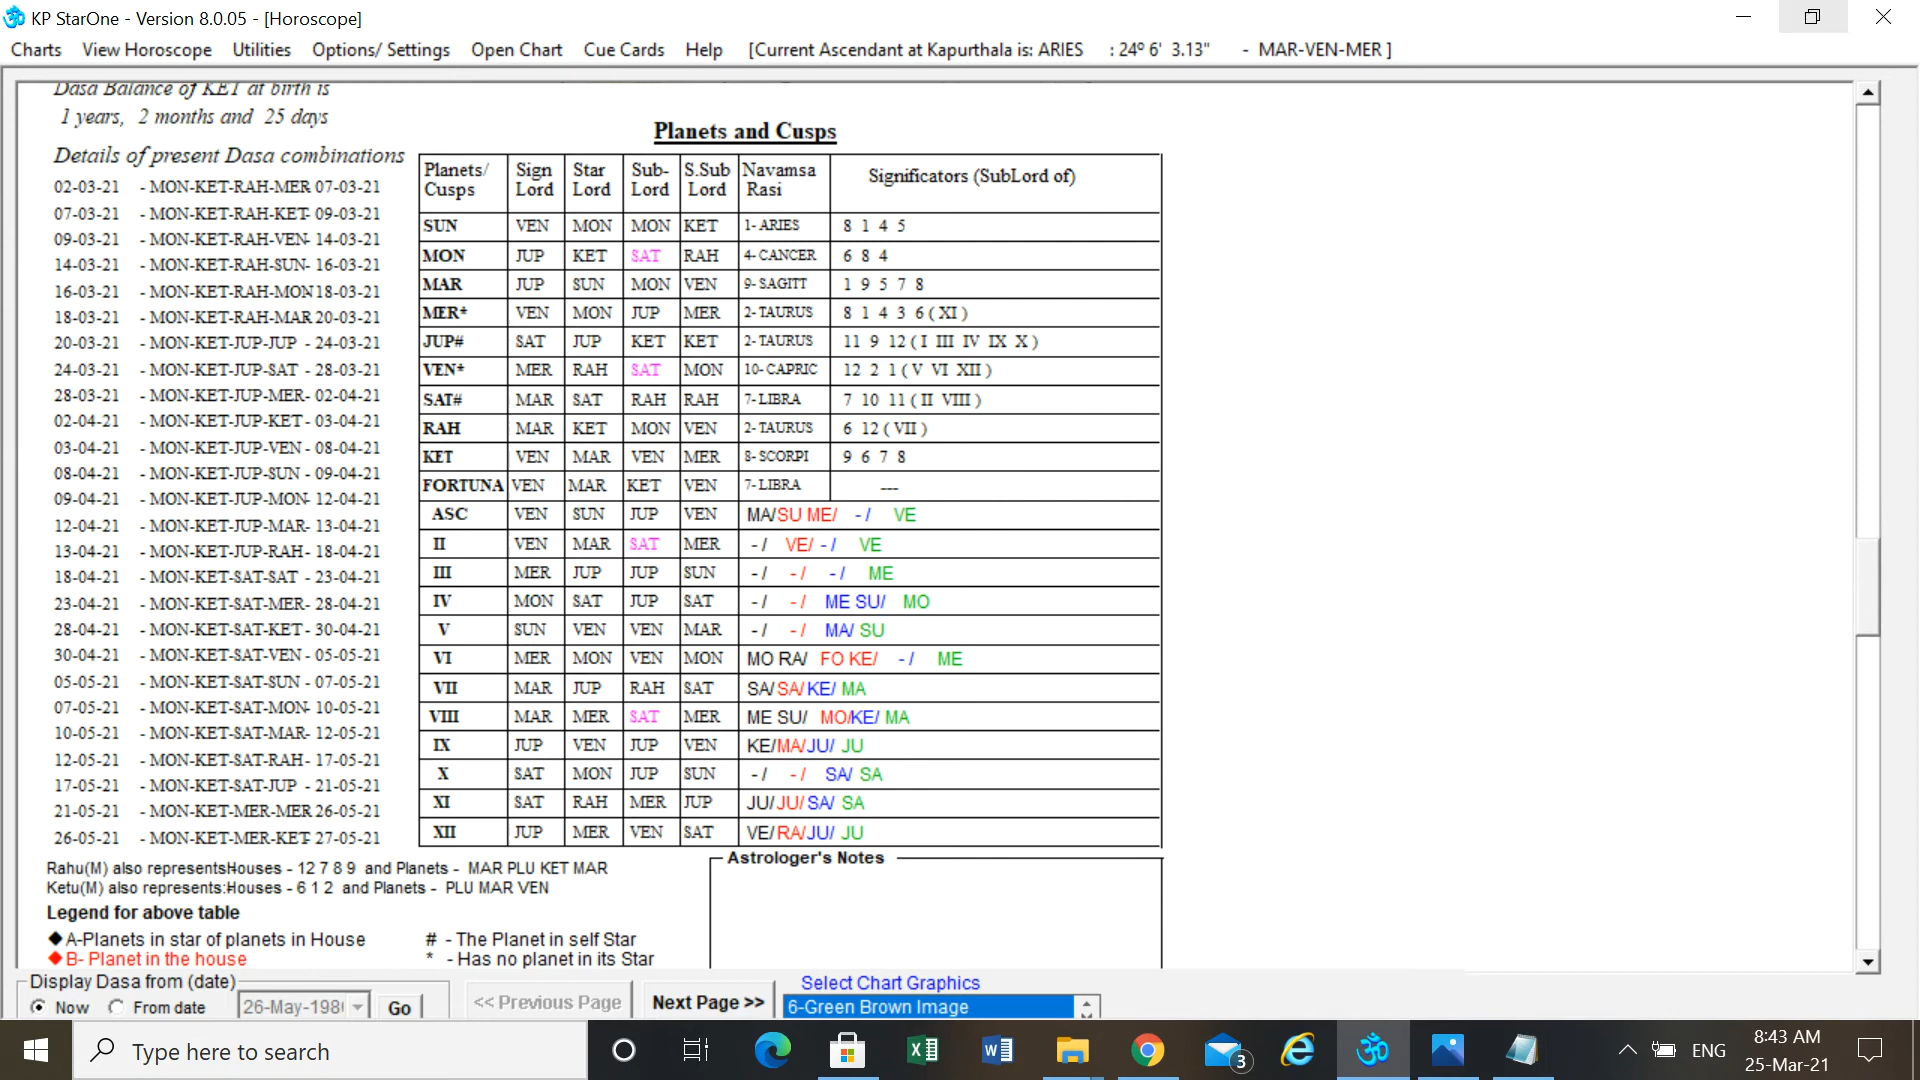 KP StarOne - Version 8.0.05 - [Horoscope]
Charts View Horoscope Utilities Options/ Settings Open Chart Cue Cards Help [Current Ascendant at Kapurthala is: ARIES : 24º 6' 3.13" - MAR-VEN-MER ]
Dasa Balance of KET at birth is
1 years, 2 months and 25 days
Details of present Dasa combinations
02-03-21 - MON-KET-RAH-MER 07-03-21
07-03-21 - MON-KET-RAH-KET- 09-03-21
09-03-21 - MON-KET-RAH-VEN- 14-03-21
14-03-21 - MON-KET-RAH-SUN- 16-03-21
16-03-21 - MON-KET-RAH-MON 18-03-21
18-03-21 - MON-KET-RAH-MAR 20-03-21
20-03-21 - MON-KET-JUP-JUP - 24-03-21
24-03-21 - MON-KET-JUP-SAT - 28-03-21
28-03-21 - MON-KET-JUP-MER- 02-04-21
02-04-21 - MON-KET-JUP-KET - 03-04-21
03-04-21 - MON-KET-JUP-VEN - 08-04-21
08-04-21 - MON-KET-JUP-SUN - 09-04-21
09-04-21 - MON-KET-JUP-MON- 12-04-21
12-04-21 - MON-KET-JUP-MAR- 13-04-21
13-04-21 - MON-KET-JUP-RAH- 18-04-21
18-04-21 - MON-KET-SAT-SAT - 23-04-21
23-04-21 - MON-KET-SAT-MER- 28-04-21
28-04-21 - MON-KET-SAT-KET - 30-04-21
30-04-21 - MON-KET-SAT-VEN - 05-05-21
05-05-21 - MON-KET-SAT-SUN - 07-05-21
07-05-21 - MON-KET-SAT-MON- 10-05-21
10-05-21 - MON-KET-SAT-MAR- 12-05-21
12-05-21 - MON-KET-SAT-RAH- 17-05-21
17-05-21 - MON-KET-SAT-JUP - 21-05-21
21-05-21 - MON-KET-MER-MER 26-05-21
26-05-21 - MON-KET-MER-KET- 27-05-21
Planets and Cusps
Planets/ Cusps Sign Lord Star Lord Sub- Lord S.Sub Lord Navamsa Rasi Significators (SubLord of)
SUN VEN MON MON KET 1- ARIES 8 1 4 5
MON JUP KET SAT RAH 4- CANCER 6 8 4
MAR JUP SUN MON VEN 9- SAGITT 1 9 5 7 8
MER* VEN MON JUP MER 2- TAURUS 8 1 4 3 6 ( XI )
JUP# SAT JUP KET KET 2- TAURUS 11 9 12 ( I III IV IX X )
VEN* MER RAH SAT MON 10- CAPRIC 12 2 1 ( V VI XII )
SAT# MAR SAT RAH RAH 7- LIBRA 7 10 11 ( II VIII )
RAH MAR KET MON VEN 2- TAURUS 6 12 ( VII )
KET VEN MAR VEN MER 8- SCORPI 9 6 7 8
FORTUNA VEN MAR KET VEN 7- LIBRA ---
ASC VEN SUN JUP VEN MA/ SU ME/ - / VE
II VEN MAR SAT MER - / VE/ - / VE
III MER JUP JUP SUN - / - / - / ME
IV MON SAT JUP SAT - / - / ME SU/ MO
V SUN VEN VEN MAR - / - / MA/ SU
VI MER MON VEN MON MO RA/ FO KE/ - / ME
VII MAR JUP RAH SAT SA/ SA/ KE/ MA
VIII MAR MER SAT MER ME SU/ MO/ KE/ MA
IX JUP VEN JUP VEN KE/ MA/ JU/ JU
X SAT MON JUP SUN - / - / SA/ SA
XI SAT RAH MER JUP JU/ JU/ SA/ SA
XII JUP MER VEN SAT VE/ RA/ JU/ JU
Rahu(M) also represents:Houses - 12 7 8 9 and Planets - MAR PLU KET MAR
Ketu(M) also represents:Houses - 6 1 2 and Planets - PLU MAR VEN
Legend for above table
A-Planets in star of planets in House # - The Planet in self Star
B- Planet in the house * - Has no planet in its Star
Astrologer's Notes
Display Dasa from (date)
Now From date 26-May-198 Go
<< Previous Page Next Page >>
Select Chart Graphics
6-Green Brown Image
Type here to search
3
ENG
8:43 AM
25-Mar-21